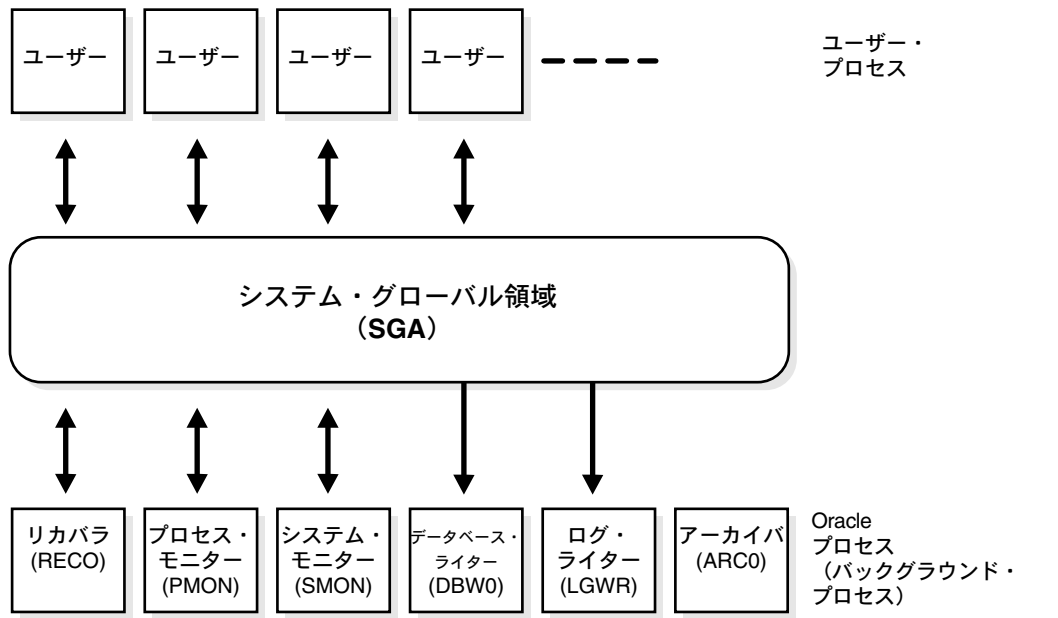 ユーザー
ユーザー
ユーザー
ユーザー
ユーザー・
プロセス
システム・グローバル領域
（SGA）
リカバラ
(RECO)
プロセス・
モニター
(PMON)
システム・
モニター
(SMON)
データベース・
ライター
(DBW0)
ログ・
ライター
(LGWR)
アーカイバ
(ARC0)
Oracle
プロセス
（バックグラウンド・
プロセス）